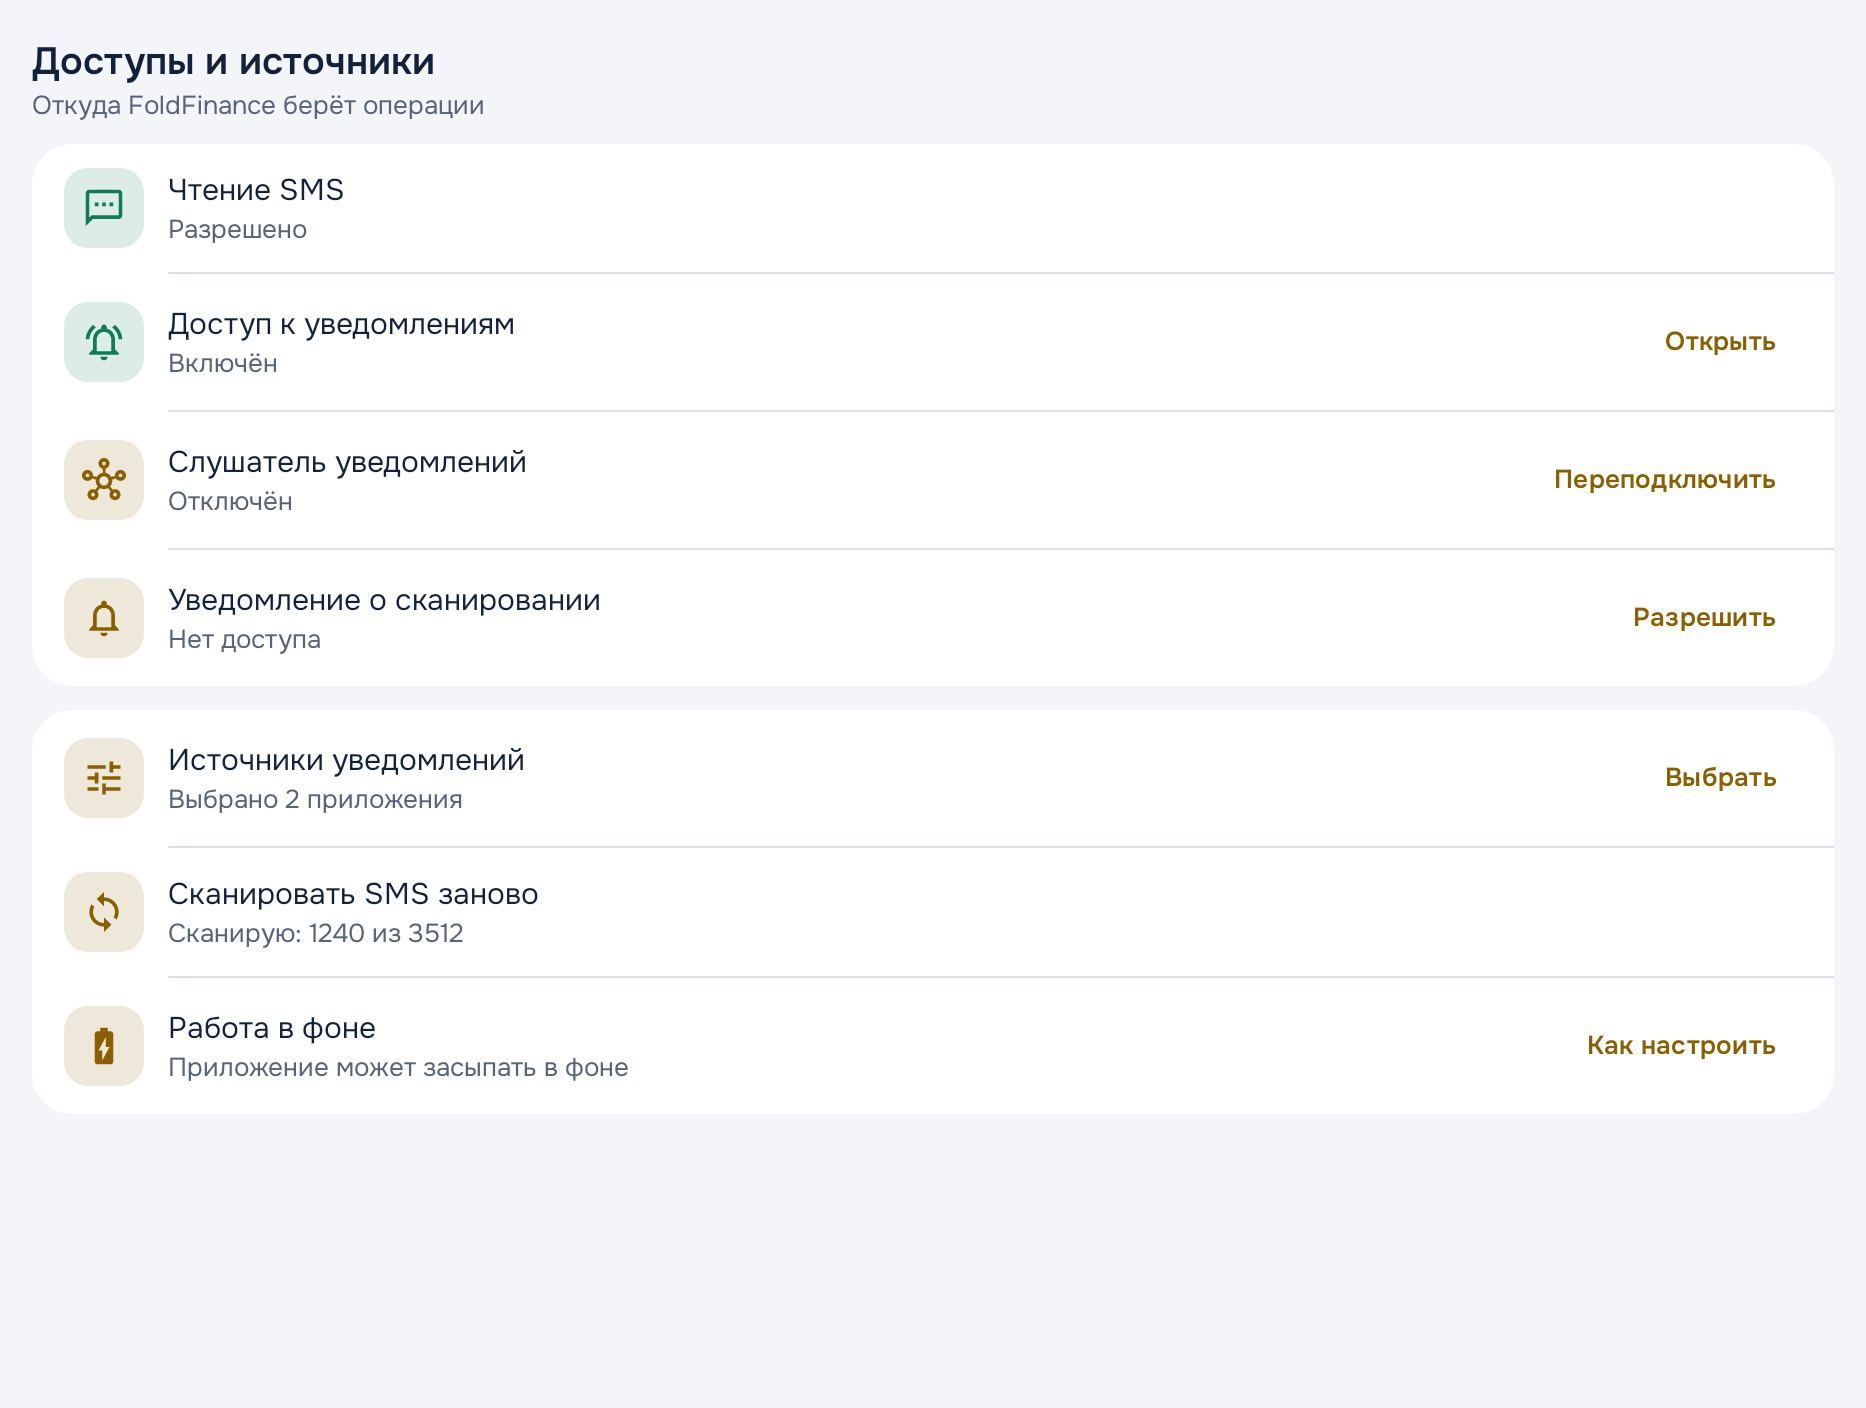 Доступы и источники
Откуда FoldFinance берёт операции
Чтение SMS
Разрешено
Доступ к уведомлениям
Включён
Открыть
Слушатель уведомлений
Отключён
Переподключить
Уведомление о сканировании
Нет доступа
Разрешить
Источники уведомлений
Выбрано 2 приложения
Выбрать
Сканировать SMS заново
Сканирую: 1240 из 3512
Работа в фоне
Приложение может засыпать в фоне
Как настроить